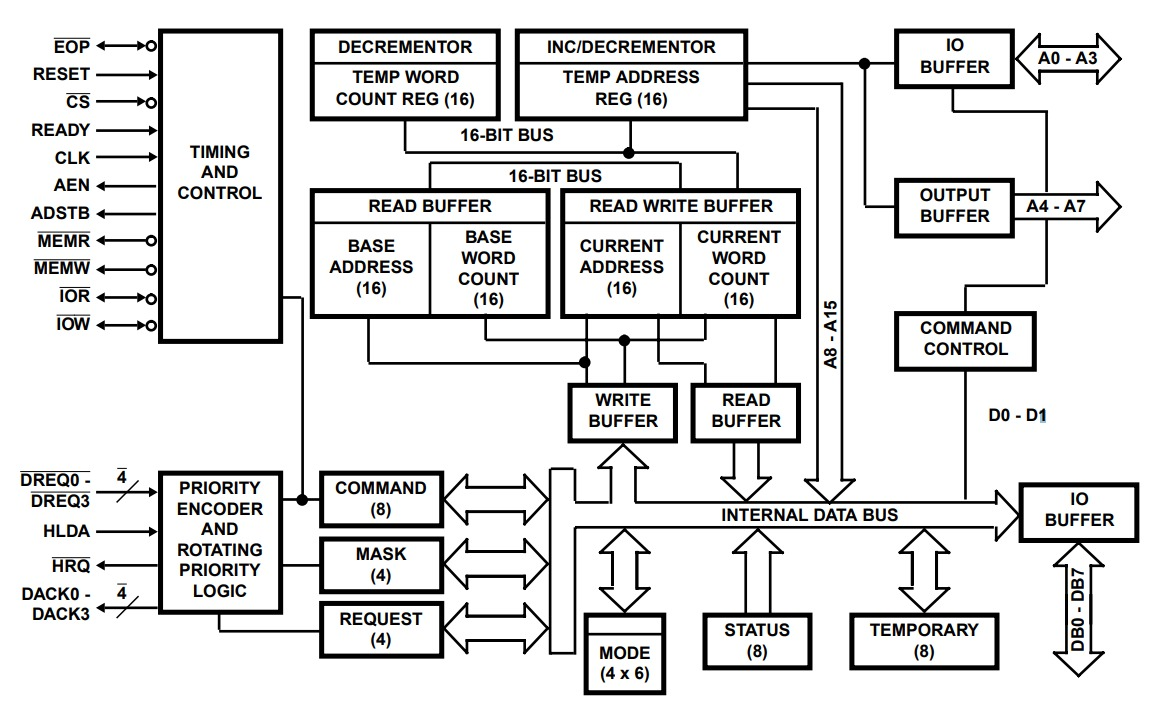 EOP
RESET
CS
READY
CLK
AEN
ADSTB
MEMR
MEMW
IOR
IOW
TIMING
AND
CONTROL
DECREMENTOR
TEMP WORD
COUNT REG (16)
INC/DECREMENTOR
TEMP ADDRESS
REG (16)
16-BIT BUS
16-BIT BUS
READ BUFFER
BASE
ADDRESS
(16)
BASE
WORD
COUNT
(16)
READ WRITE BUFFER
CURRENT
ADDRESS
(16)
CURRENT
WORD
COUNT
(16)
IO
BUFFER
A0 - A3
OUTPUT
BUFFER
A4 - A7
A8 - A15
COMMAND
CONTROL
D0 - D1
WRITE
BUFFER
READ
BUFFER
DREQ0 -
DREQ3
4
HLDA
HRQ
DACK0 -
DACK3
4
PRIORITY
ENCODER
AND
ROTATING
PRIORITY
LOGIC
COMMAND
(8)
MASK
(4)
REQUEST
(4)
INTERNAL DATA BUS
IO
BUFFER
DB0 - DB7
MODE
(4 x 6)
STATUS
(8)
TEMPORARY
(8)